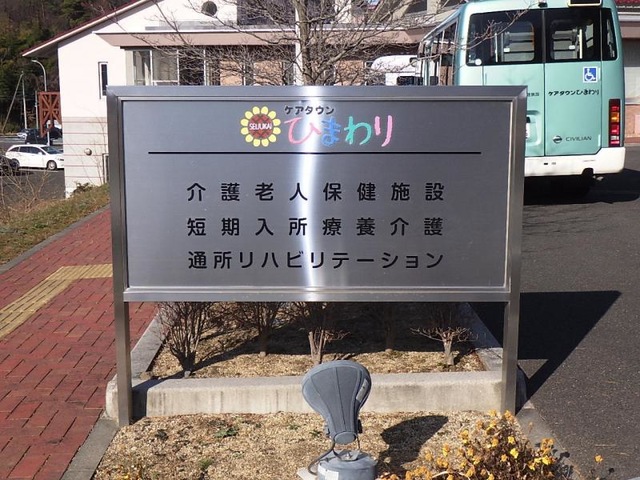 ケアタウン
SEIJUKAI
ひまわり
介護老人保健施設
短期入所療養介護
通所リハビリテーション
ケアタウンひまわり
CIVILIAN